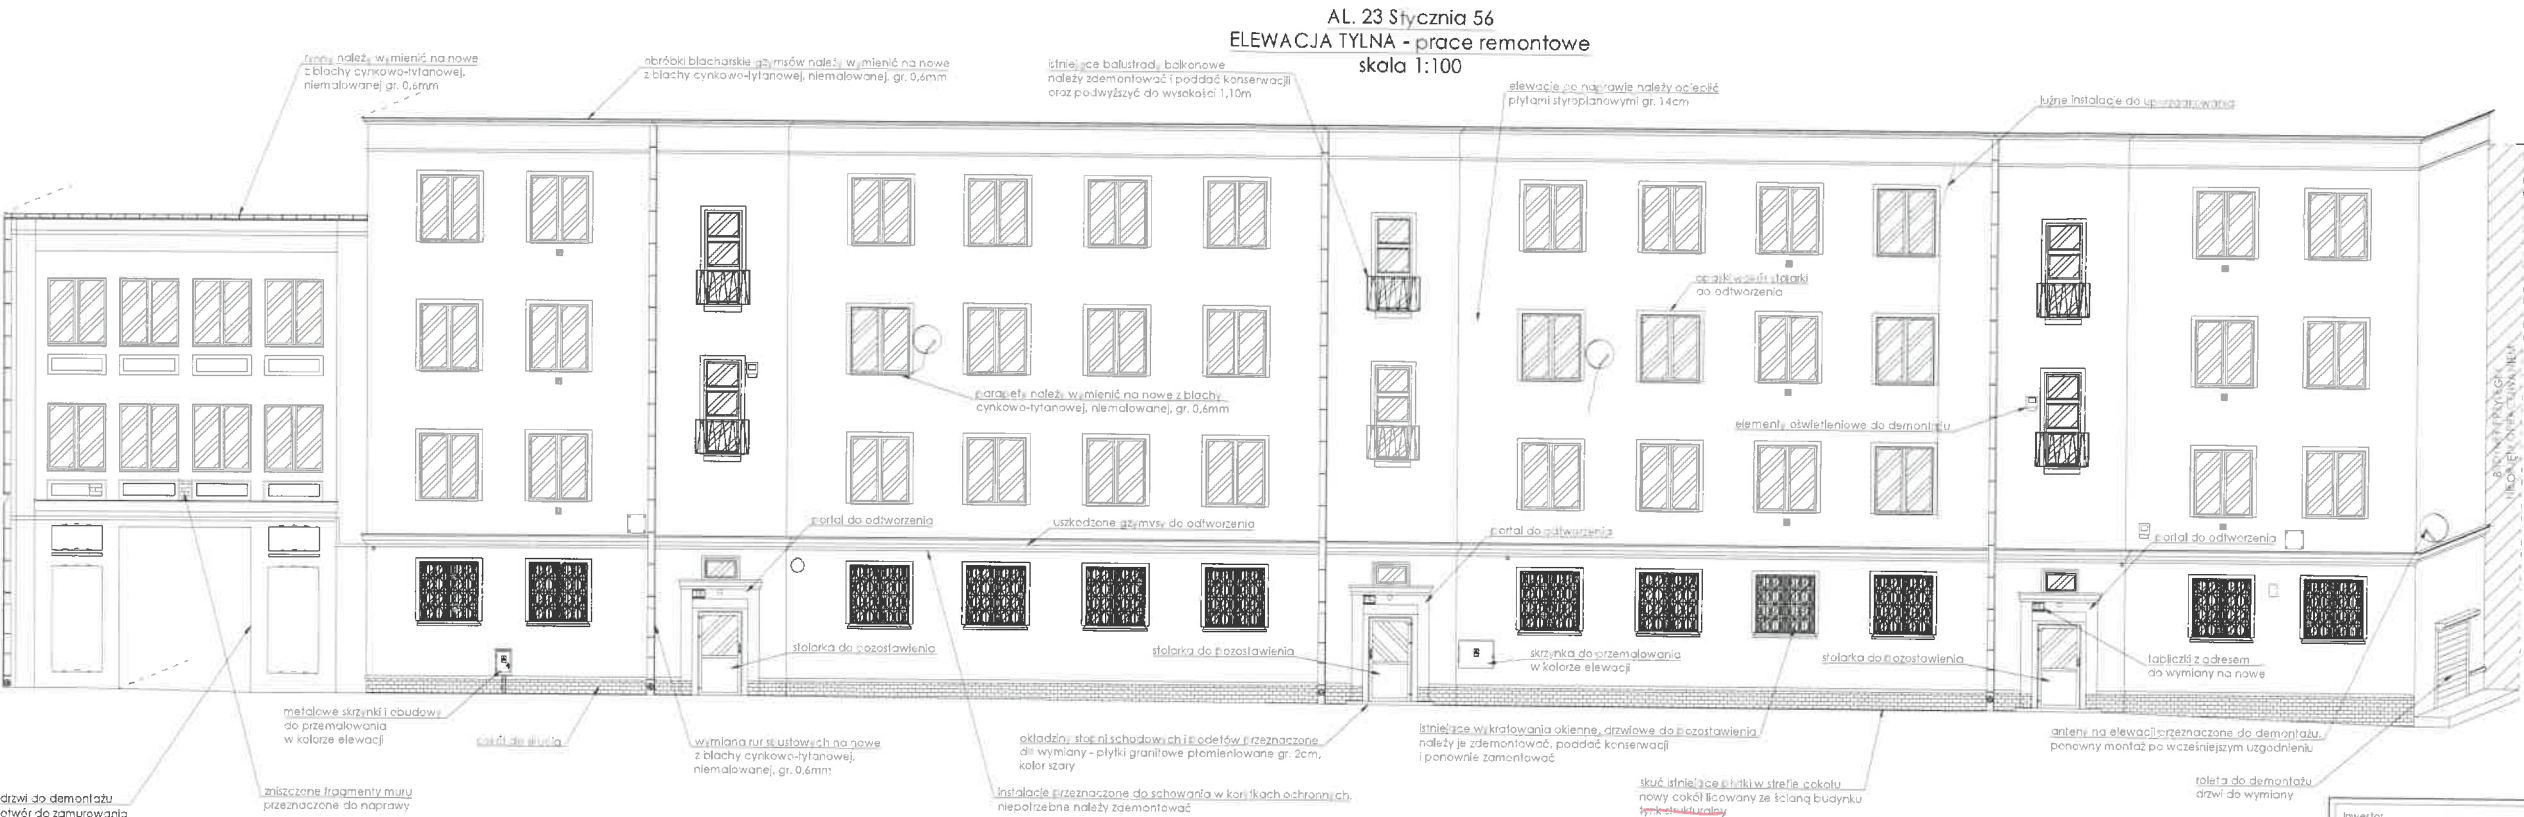 AL. 23 Stycznia 56
ELEWACJA TYLNA - prace remontowe
skala 1:100
rynny należy wymienić na nowe
z blachy cynkowo-tytanowej,
niemalowanej gr. 0,6mm
obróbki blacharskie gzymsów należy wymienić na nowe
z blachy cynkowo-tytanowej, niemalowanej, gr. 0,6mm
istniejące balustrady balkonowe
należy zdemontować i poddać konserwacji
oraz podwyższyć do wysokości 1,10m
elewacje po naprawie należy ocieplić
płytami styropianowymi gr. 14cm
luźne instalacje do uporządkowania
opaski wokół stolarki
do odtworzenia
parapety należy wymienić na nowe z blachy
cynkowo-tytanowej, niemalowanej, gr. 0,6mm
elementy oświetleniowe do demontażu
portal do odtworzenia
uszkodzone gzymsy do odtworzenia
portal do odtworzenia
portal do odtworzenia
stolarka do pozostawienia
stolarka do pozostawienia
skrzynka do przemalowania
w kolorze elewacji
stolarka do pozostawienia
tabliczki z adresem
do wymiany na nowe
metalowe skrzynki i obudowy
do przemalowania
w kolorze elewacji
cokół do skucia
wymiana rur spustowych na nowe
z blachy cynkowo-tytanowej,
niemalowanej, gr. 0,6mm
okładziny stopni schodowych i podestów przeznaczone
do wymiany - płytki granitowe płomieniowane gr. 2cm,
kolor szary
istniejące wykratowania okienne, drzwiowe do pozostawienia
należy je zdemontować, poddać konserwacji
i ponownie zamontować
anteny na elewacji przeznaczone do demontażu,
ponowny montaż po wcześniejszym uzgodnieniu
drzwi do demontażu
otwór do zamurowania
zniszczone fragmenty muru
przeznaczone do naprawy
instalacje przeznaczone do schowania w korytkach ochronnych,
niepotrzebne należy zdemontować
skuć istniejące płytki w strefie cokołu
nowy cokół licowany ze ścianą budynku
tynk strukturalny
roleta do demontażu
drzwi do wymiany
Inwestor